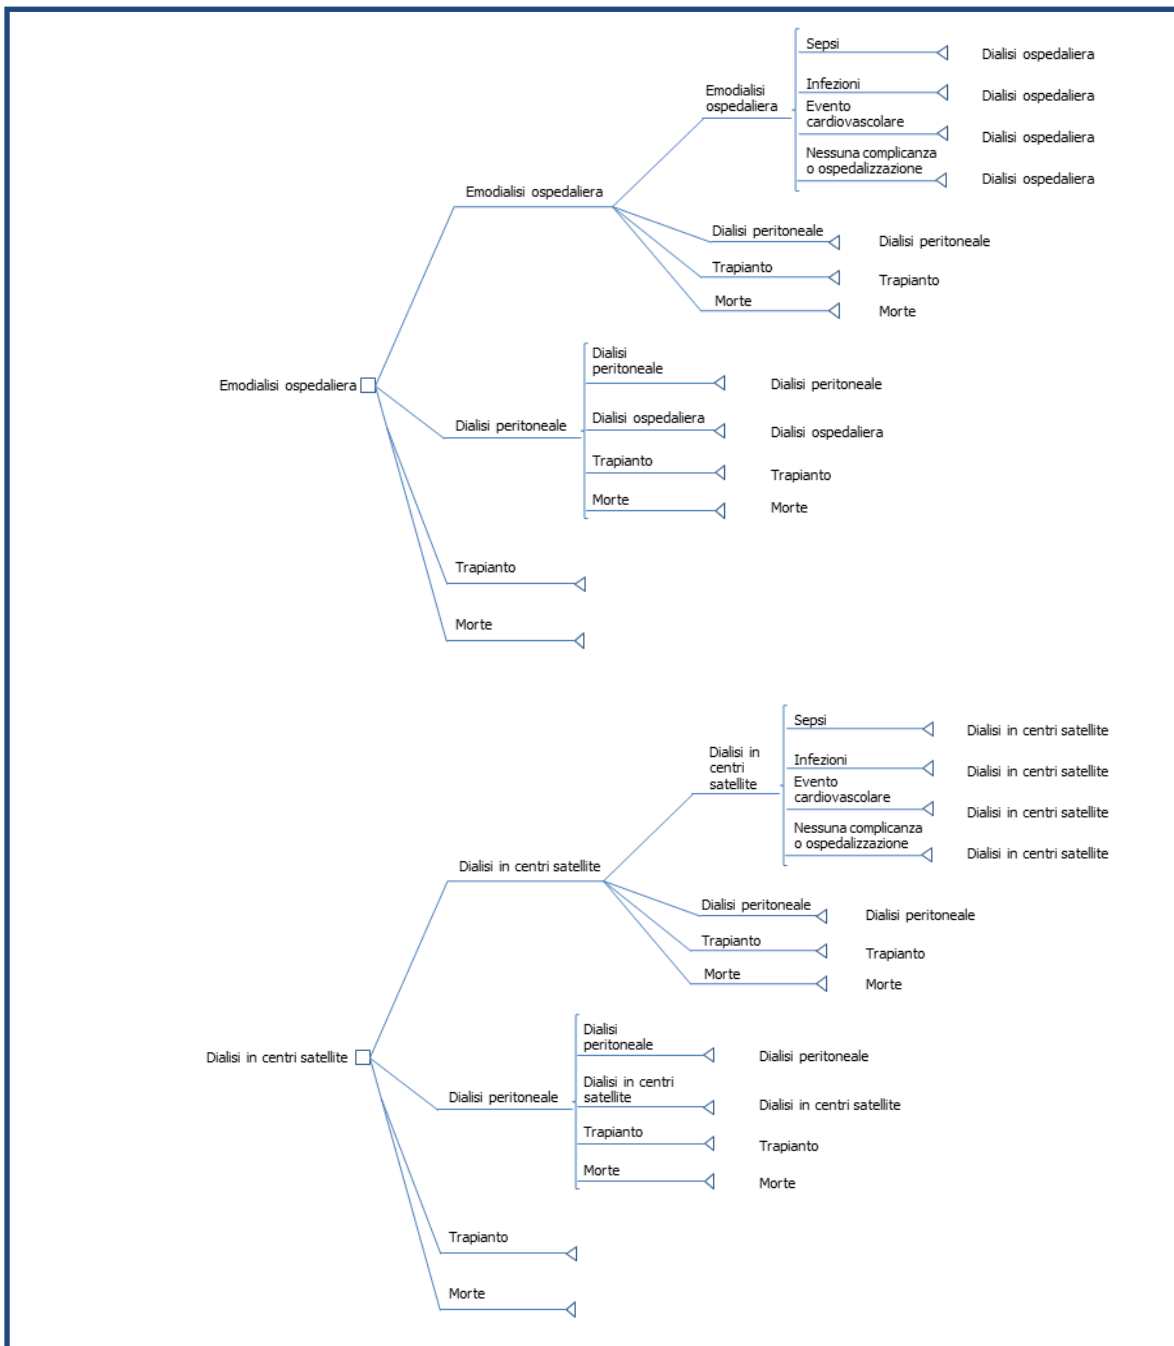 Sepsi
Dialisi ospedaliera
Infezioni
Dialisi ospedaliera
Emodialisi
ospedaliera
Evento
cardiovascolare
Dialisi ospedaliera
Nessuna complicanza
o ospedalizzazione
Dialisi ospedaliera
Emodialisi ospedaliera
Dialisi peritoneale
Dialisi peritoneale
Trapianto
Trapianto
Morte
Morte
Emodialisi ospedaliera
Dialisi
peritoneale
Dialisi peritoneale
Dialisi peritoneale
Dialisi ospedaliera
Dialisi ospedaliera
Trapianto
Trapianto
Morte
Morte
Trapianto
Morte
Sepsi
Dialisi in centri satellite
Dialisi in
centri
satellite
Infezioni
Dialisi in centri satellite
Evento
cardiovascolare
Dialisi in centri satellite
Nessuna complicanza
o ospedalizzazione
Dialisi in centri satellite
Dialisi in centri satellite
Dialisi peritoneale
Dialisi peritoneale
Trapianto
Trapianto
Morte
Morte
Dialisi in centri satellite
Dialisi
peritoneale
Dialisi peritoneale
Dialisi peritoneale
Dialisi in centri
satellite
Dialisi in centri satellite
Trapianto
Trapianto
Morte
Morte
Trapianto
Morte